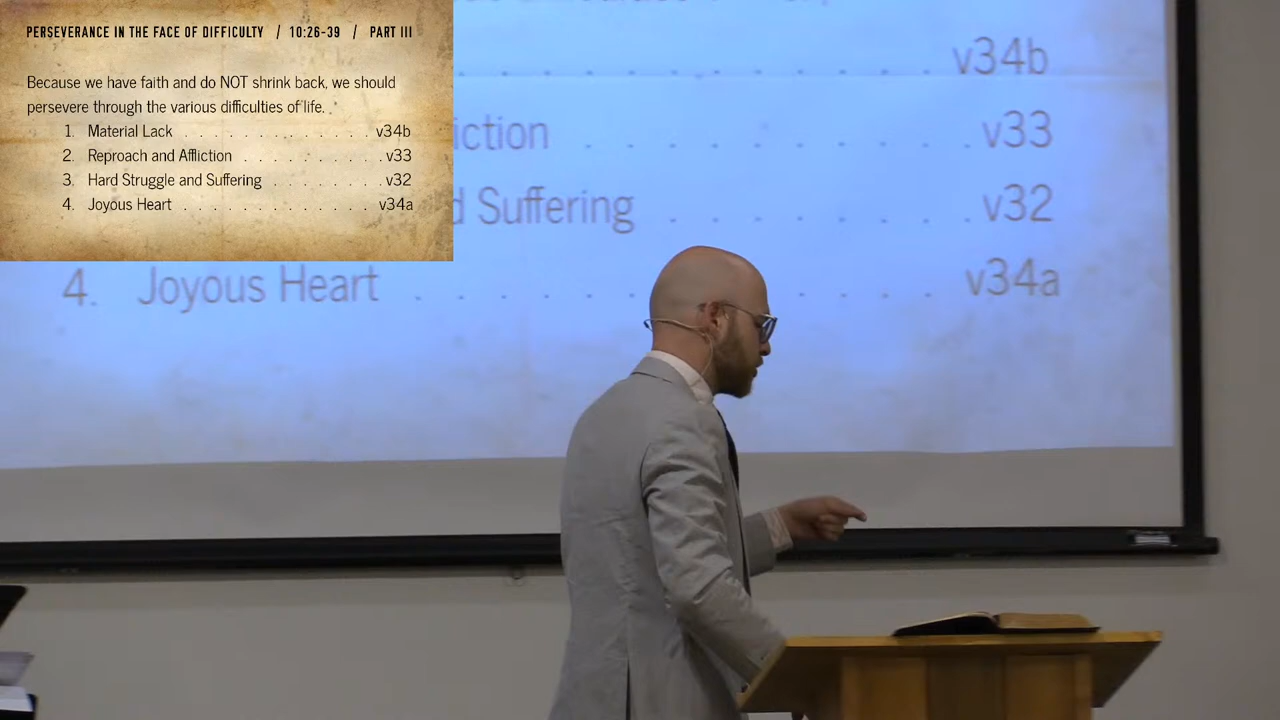 PERSEVERANCE IN THE FACE OF DIFFICULTY / 10:26-39 / PART III
Because we have faith and do NOT shrink back, we should
persevere through the various difficulties of life.
1. Material Lack . . . . . . . . . . . . . v34b
2. Reproach and Affliction . . . . . . . . . . v33
3. Hard Struggle and Suffering . . . . . . . . v32
4. Joyous Heart . . . . . . . . . . . . . v34a
v34b
iction . . . . . . v33
d Suffering . . . . . v32
4. Joyous Heart . . . . . . . . . v34a